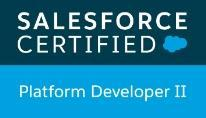 SALESFORCE
CERTIFIED
Platform Developer II